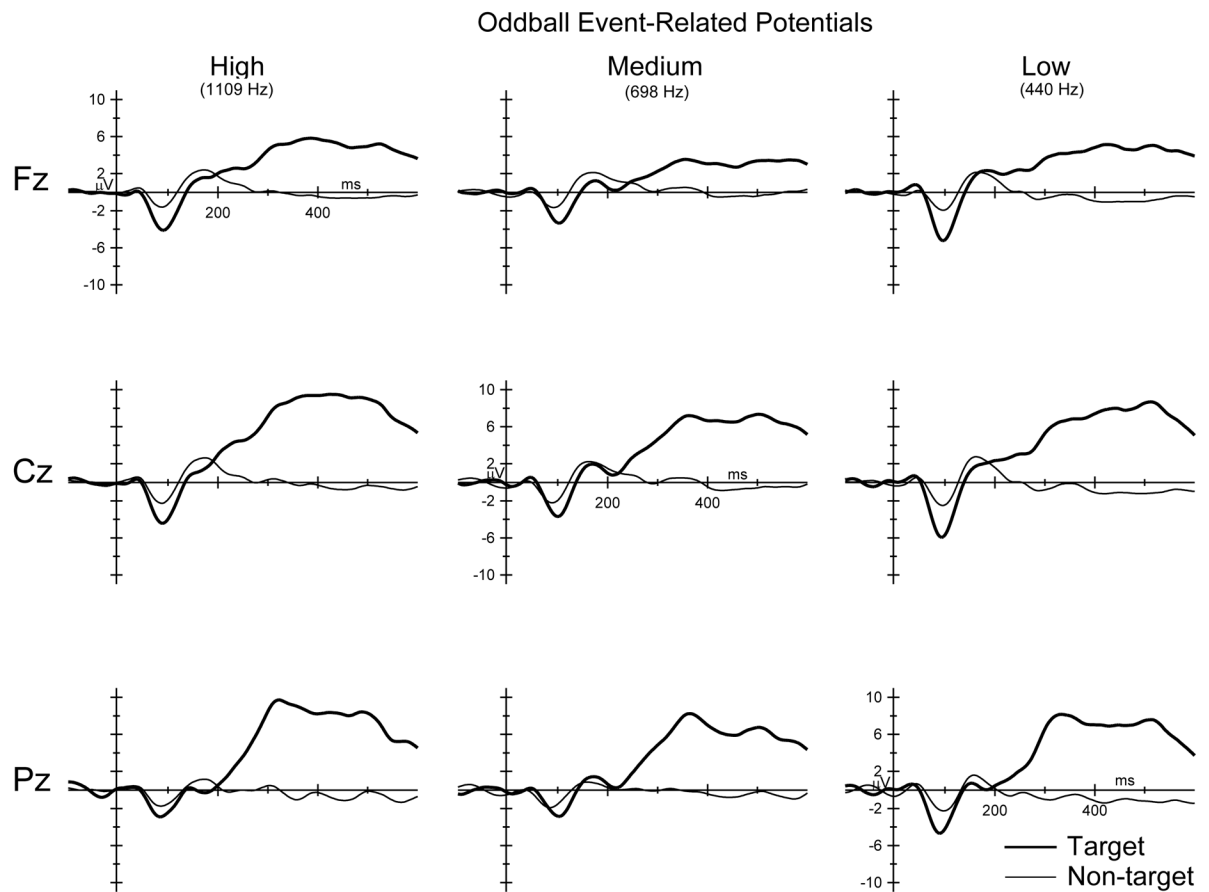 Oddball Event-Related Potentials
High
Medium
Low
(1109 Hz)
(698 Hz)
(440 Hz)
Fz
10
6
2
μV
-2
-6
-10
200
400
ms
Cz
10
6
2
μV
-2
-6
-10
200
400
ms
Pz
10
6
2
μV
-2
-6
-10
200
400
ms
Target
Non-target